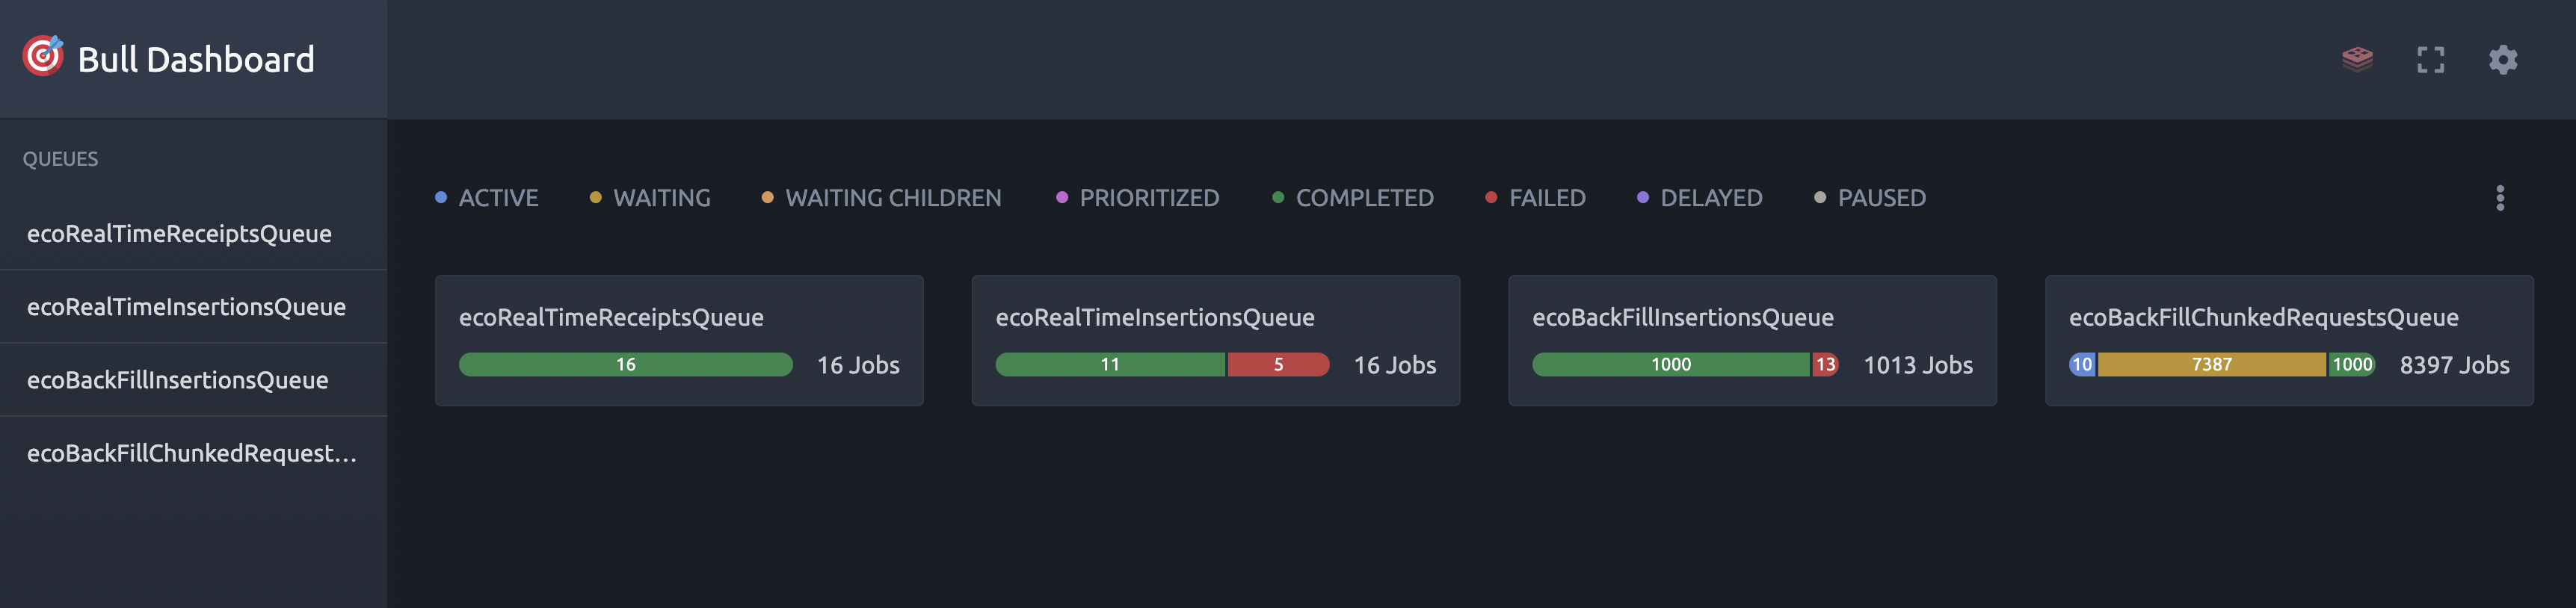 Bull Dashboard
QUEUES
ecoRealTimeReceiptsQueue
ecoRealTimeInsertionsQueue
ecoBackFillInsertionsQueue
ecoBackFillChunkedRequest...
ACTIVE WAITING WAITING CHILDREN PRIORITIZED COMPLETED FAILED DELAYED PAUSED
ecoRealTimeReceiptsQueue
16 16 Jobs
ecoRealTimeInsertionsQueue
11 5 16 Jobs
ecoBackFillInsertionsQueue
1000 13 1013 Jobs
ecoBackFillChunkedRequestsQueue
10 7387 1000 8397 Jobs